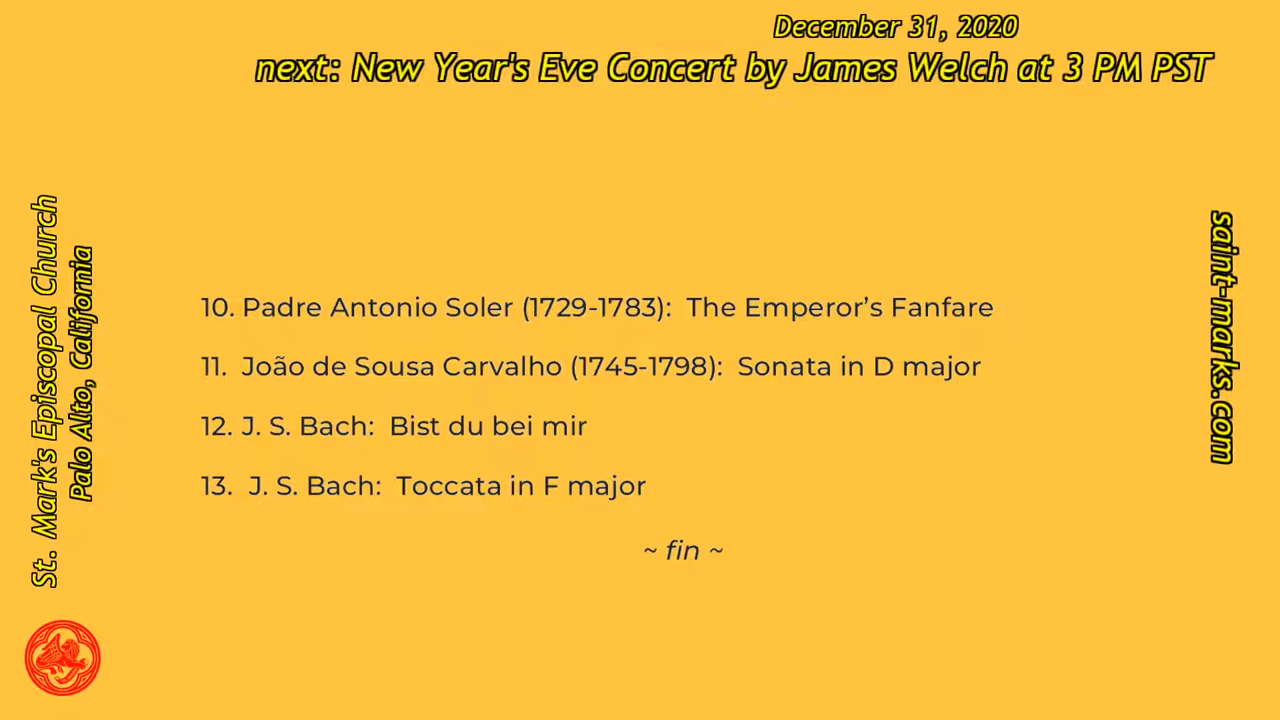 December 31, 2020
next: New Year's Eve Concert by James Welch at 3 PM PST
St. Mark's Episcopal Church
Palo Alto, California
10. Padre Antonio Soler (1729-1783): The Emperor’s Fanfare
11. João de Sousa Carvalho (1745-1798): Sonata in D major
12. J. S. Bach: Bist du bei mir
13. J. S. Bach: Toccata in F major
~ fin ~
saint-marks.com